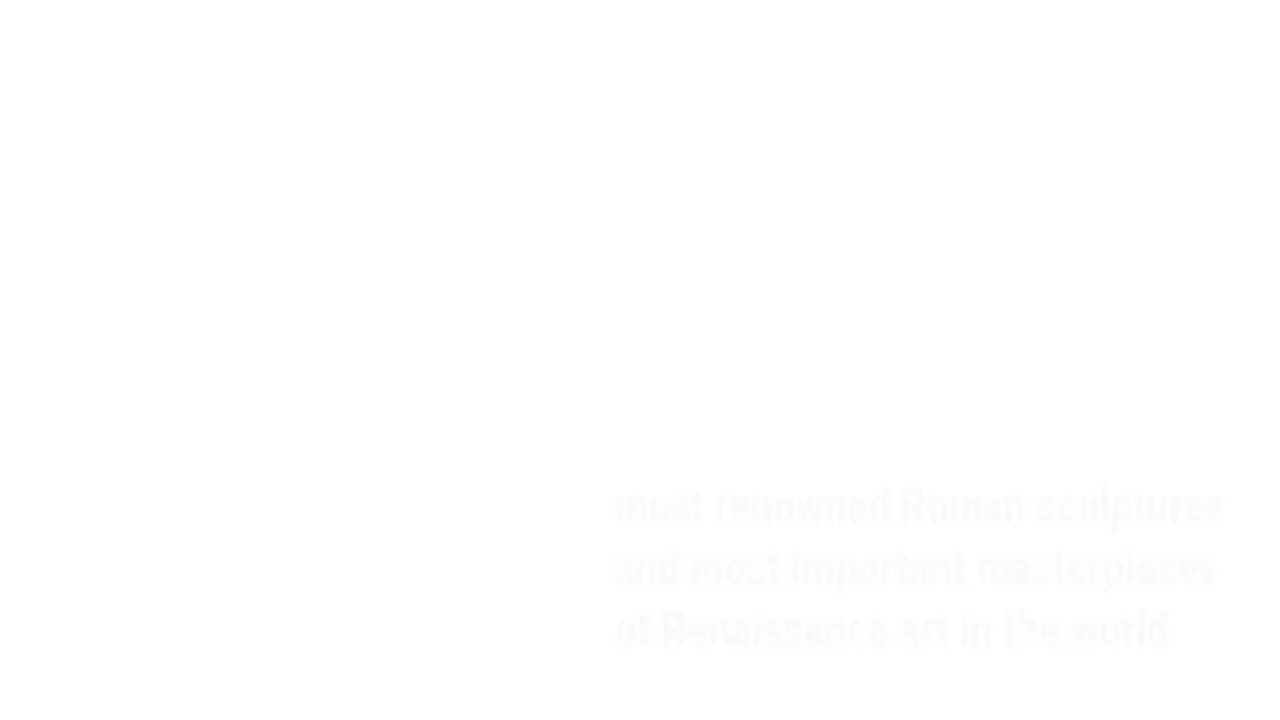 most renowned Roman sculptures
and most important masterpieces
of Renaissance art in the world